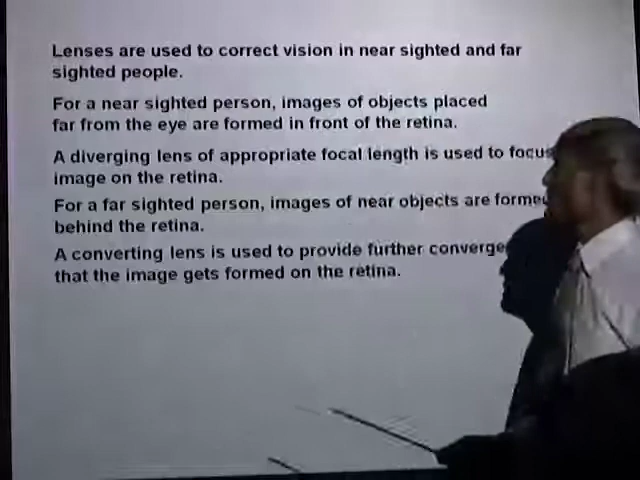 Lenses are used to correct vision in near sighted and far
sighted people.
For a near sighted person, images of objects placed
far from the eye are formed in front of the retina.
A diverging lens of appropriate focal length is used to focus
image on the retina.
For a far sighted person, images of near objects are forme
behind the retina.
A converting lens is used to provide further converge
that the image gets formed on the retina.